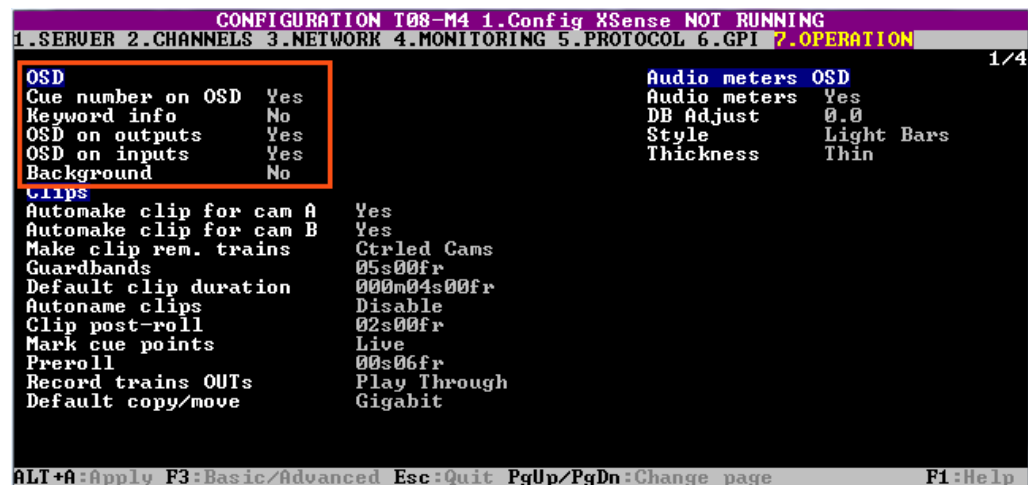 CONFIGURATION T08-M4 1.Config XSense NOT RUNNING
1.SERVER 2.CHANNELS 3.NETWORK 4.MONITORING 5.PROTOCOL 6.GPI 7.OPERATION
1/4
OSD
Cue number on OSD Yes
Keyword info No
OSD on outputs Yes
OSD on inputs Yes
Background No
Audio meters OSD
Audio meters Yes
DB Adjust 0.0
Style Light Bars
Thickness Thin
Clips
Automake clip for cam A Yes
Automake clip for cam B Yes
Make clip rem. trains Ctrled Cams
Guardbands 05s00fr
Default clip duration 000m04s00fr
Autoname clips Disable
Clip post-roll 02s00fr
Mark cue points Live
Preroll 00s06fr
Record trains OUTs Play Through
Default copy/move Gigabit
ALT+A:Apply F3:Basic/Advanced Esc:Quit PgUp/PgDn:Change page F1:Help